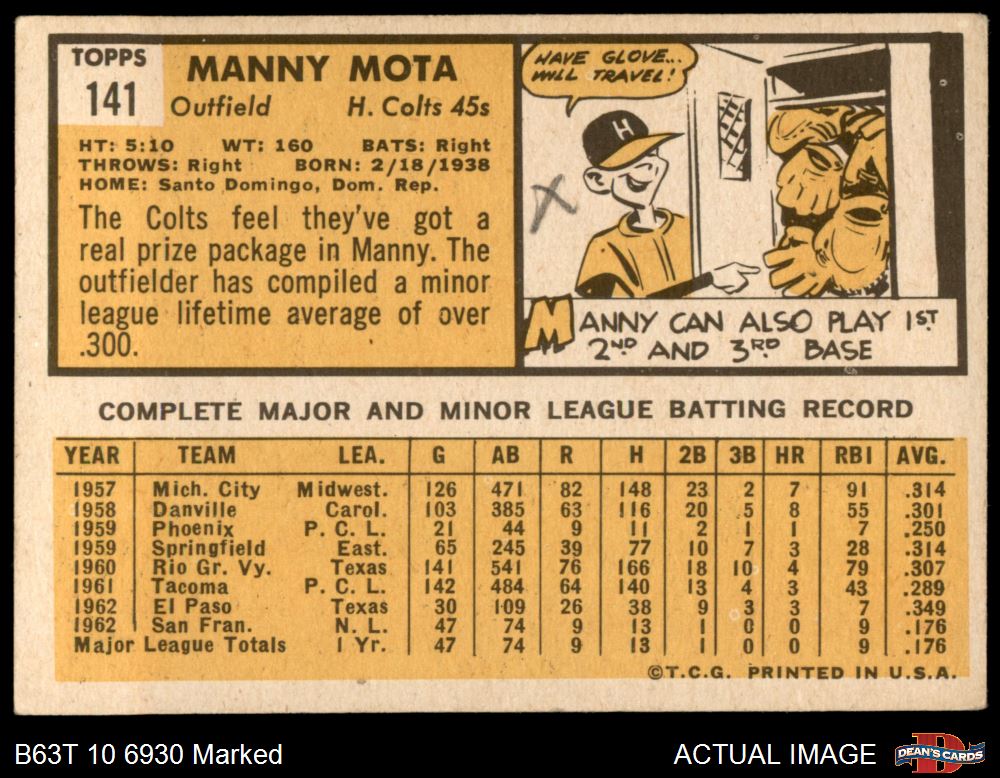 TOPPS
141
MANNY MOTA
Outfield H. Colts 45s
HT: 5:10 WT: 160 BATS: Right
THROWS: Right BORN: 2/18/1938
HOME: Santo Domingo, Dom. Rep.
The Colts feel they've got a
real prize package in Manny. The
outfielder has compiled a minor
league lifetime average of over
.300.
HAVE GLOVE...
WILL TRAVEL!
H
X
MANNY CAN ALSO PLAY 1ST
2ND AND 3RD BASE
COMPLETE MAJOR AND MINOR LEAGUE BATTING RECORD
YEAR TEAM LEA. G AB R H 2B 3B HR RBI AVG.
1957 Mich. City Midwest. 126 471 82 148 23 2 7 91 .314
1958 Danville Carol. 103 385 63 116 20 5 8 55 .301
1959 Phoenix P.C.L. 21 44 9 11 2 1 1 7 .250
1959 Springfield East. 65 245 39 77 10 7 3 28 .314
1960 Rio Gr. Vy. Texas 141 541 76 166 18 10 4 79 .307
1961 Tacoma P.C.L. 142 484 64 140 13 4 3 43 .289
1962 El Paso Texas 30 109 26 38 9 3 3 7 .349
1962 San Fran. N.L. 47 74 9 13 1 0 0 9 .176
Major League Totals 1 Yr. 47 74 9 13 1 0 0 9 .176
©T.C.G. PRINTED IN U.S.A.
B63T 10 6930 Marked
ACTUAL IMAGE
DEAN'S CARDS